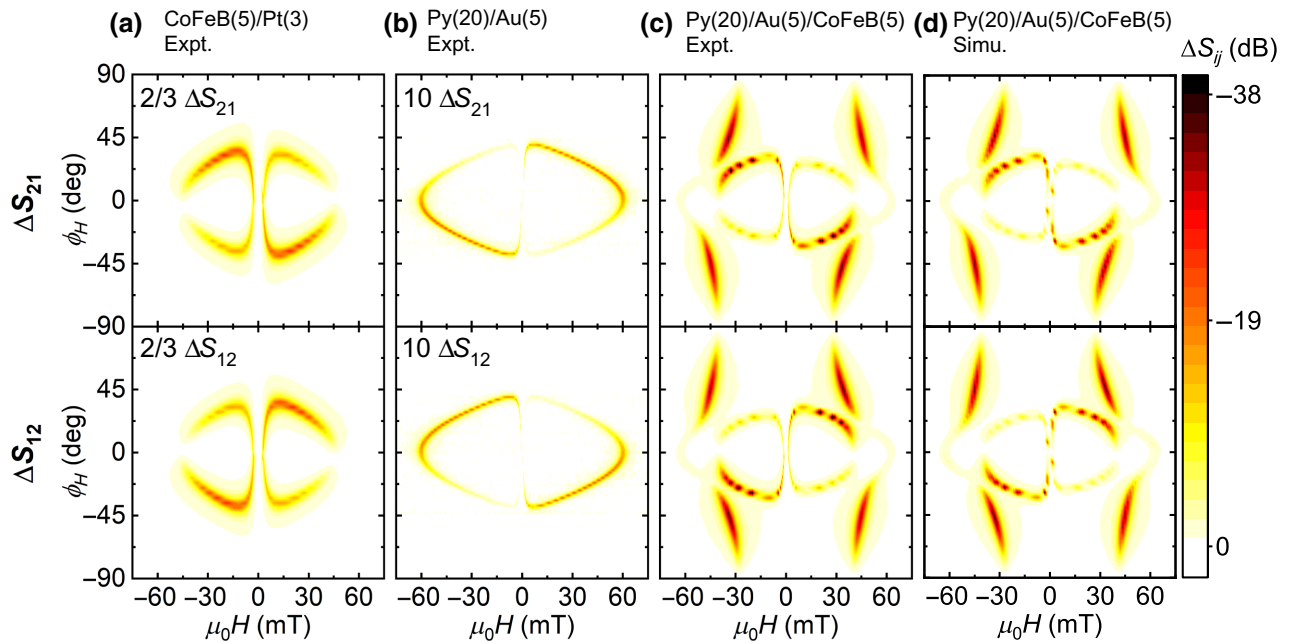 (a) CoFeB(5)/Pt(3)
Expt.
(b) Py(20)/Au(5)
Expt.
(c) Py(20)/Au(5)/CoFeB(5)
Expt.
(d) Py(20)/Au(5)/CoFeB(5)
Simu.
ΔSij (dB)
−38
−19
0
ΔS21
ϕH (deg)
90
45
0
−45
−90
2/3 ΔS21
10 ΔS21
ΔS12
ϕH (deg)
45
0
−45
−90
2/3 ΔS12
10 ΔS12
−60 −30 0 30 60
−60 −30 0 30 60
−60 −30 0 30 60
−60 −30 0 30 60
μ0H (mT)
μ0H (mT)
μ0H (mT)
μ0H (mT)